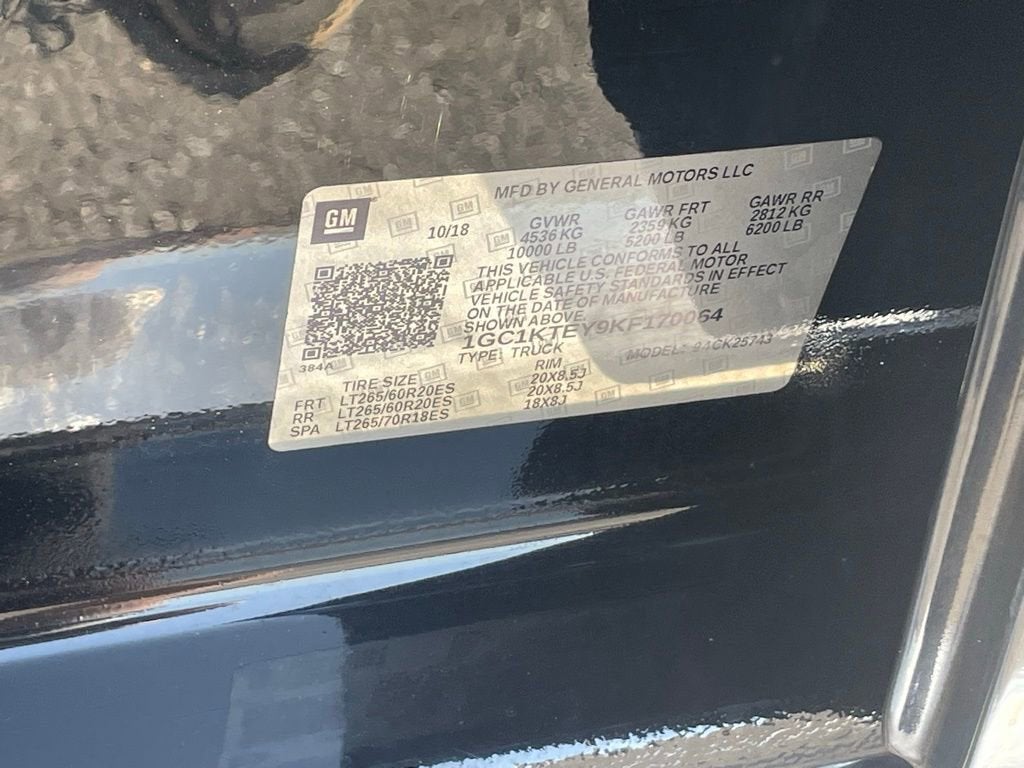 GM
MFD BY GENERAL MOTORS LLC
10/18
GVWR GAWR FRT GAWR RR
4536 KG 2359 KG 2812 KG
10000 LB 5200 LB 6200 LB
THIS VEHICLE CONFORMS TO ALL
APPLICABLE U.S. FEDERAL MOTOR
VEHICLE SAFETY STANDARDS IN EFFECT
ON THE DATE OF MANUFACTURE
SHOWN ABOVE.
1GC1KTEY9KF170064
TYPE: TRUCK MODEL: 94CK25743
384A
TIRE SIZE RIM
FRT LT265/60R20ES 20X8.5J
RR LT265/60R20ES 20X8.5J
SPA LT265/70R18ES 18X8J